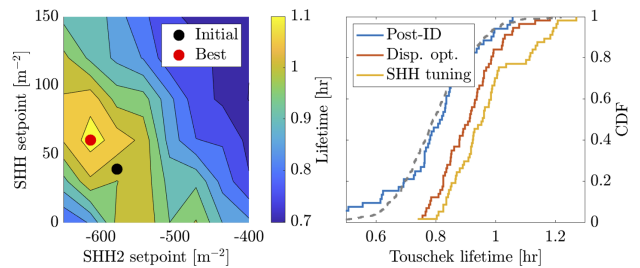 150
100
50
0
SHH setpoint [m⁻²]
-600
-500
-400
SHH2 setpoint [m⁻²]
Initial
Best
1.1
1
0.9
0.8
0.7
Lifetime [hr]
Post-ID
Disp. opt.
SHH tuning
0.6
0.8
1
1.2
Touschek lifetime [hr]
1
0.8
0.6
0.4
0.2
0
CDF